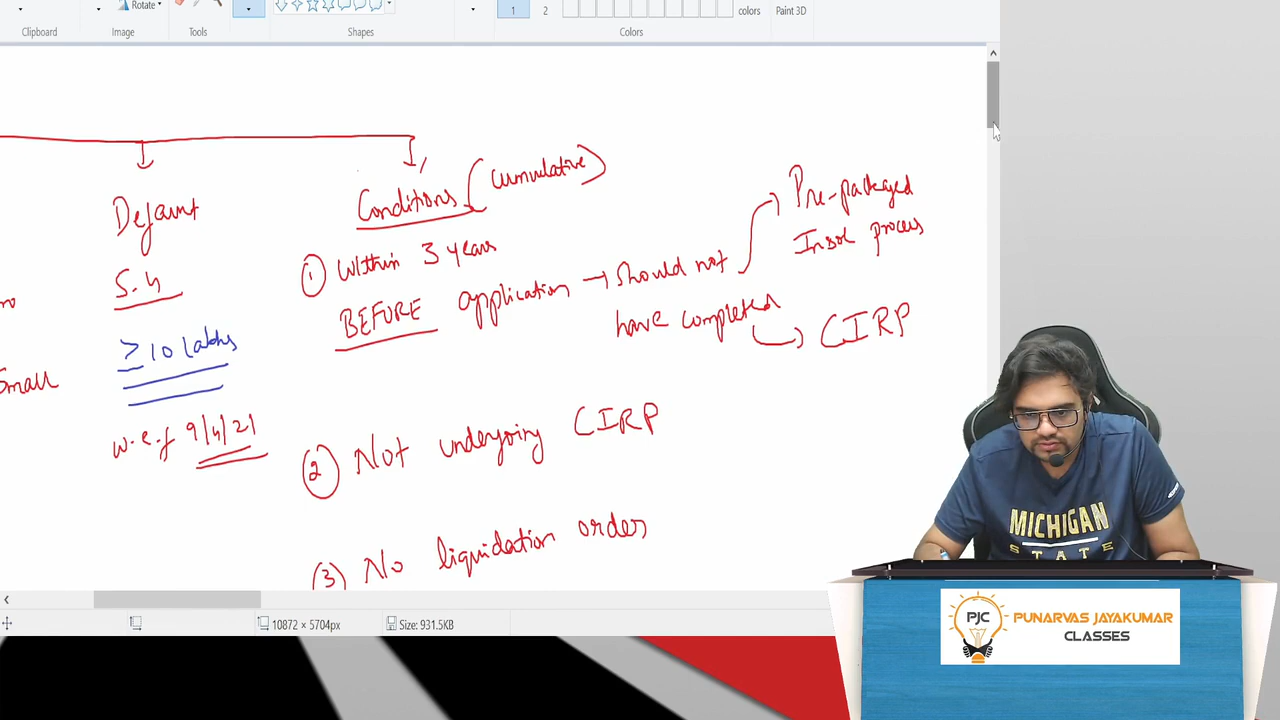 Rotate
1
2
colors
Paint 3D
Clipboard
Image
Tools
Shapes
Colors
Default
S.4
≥ 10 lakhs
w.e.f 9/4/21
Small
Conditions (Cumulative)
① Within 3 years
BEFORE application → Should not
have completed
Pre-packaged
Insol process
CIRP
② Not undergoing CIRP
(3) No liquidation order
10872 × 5704px
Size: 931.5KB
MICHIGAN
STATE
PJC
PUNARVAS JAYAKUMAR
CLASSES